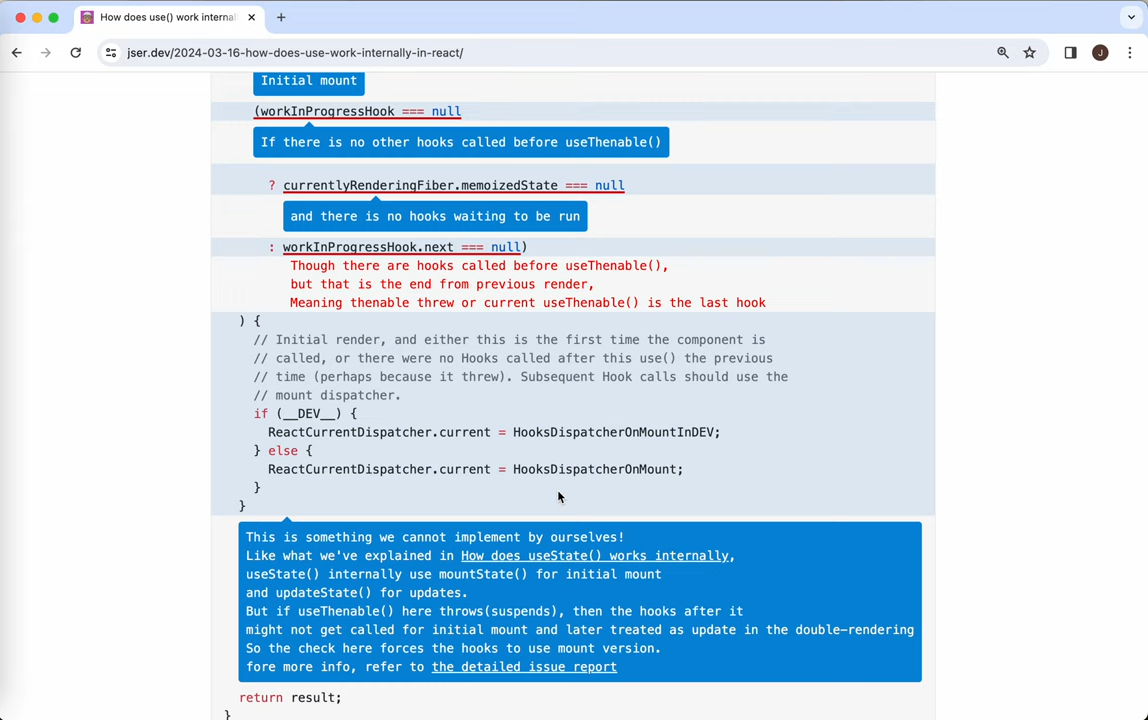 How does use() work interna
jser.dev/2024-03-16-how-does-use-work-internally-in-react/
J
Initial mount
(workInProgressHook === null
If there is no other hooks called before useThenable()
? currentlyRenderingFiber.memoizedState === null
and there is no hooks waiting to be run
: workInProgressHook.next === null)
Though there are hooks called before useThenable(),
but that is the end from previous render,
Meaning thenable threw or current useThenable() is the last hook
) {
// Initial render, and either this is the first time the component is
// called, or there were no Hooks called after this use() the previous
// time (perhaps because it threw). Subsequent Hook calls should use the
// mount dispatcher.
if (__DEV__) {
ReactCurrentDispatcher.current = HooksDispatcherOnMountInDEV;
} else {
ReactCurrentDispatcher.current = HooksDispatcherOnMount;
}
}
This is something we cannot implement by ourselves!
Like what we've explained in How does useState() works internally,
useState() internally use mountState() for initial mount
and updateState() for updates.
But if useThenable() here throws(suspends), then the hooks after it
might not get called for initial mount and later treated as update in the double-rendering
So the check here forces the hooks to use mount version.
fore more info, refer to the detailed issue report
return result;
}